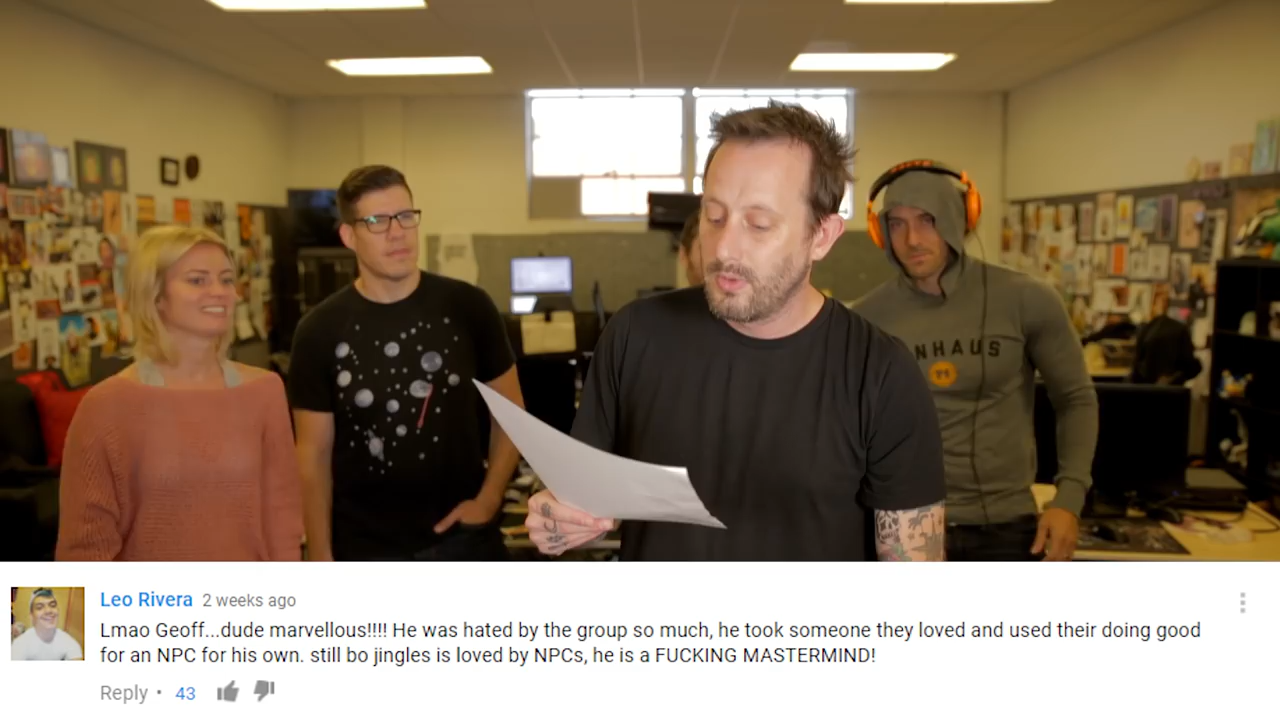 NHAUS
Leo Rivera 2 weeks ago
Lmao Geoff...dude marvellous!!!! He was hated by the group so much, he took someone they loved and used their doing good
for an NPC for his own. still bo jingles is loved by NPCs, he is a FUCKING MASTERMIND!
Reply • 43